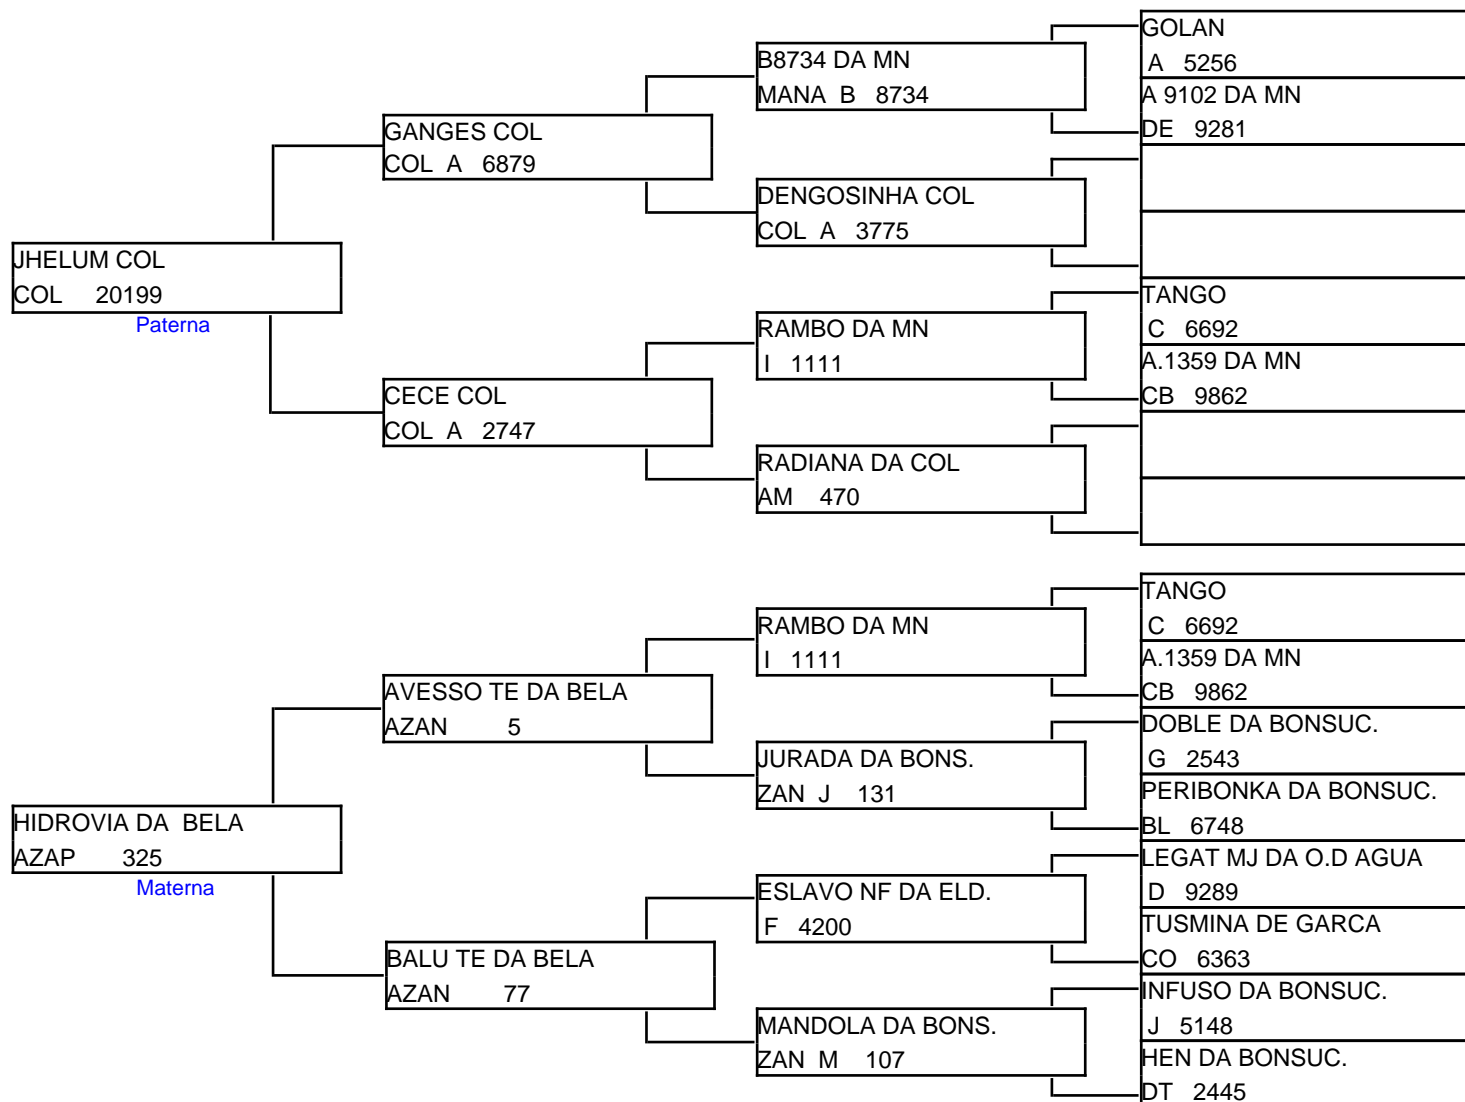 GOLAN
A 5256
B8734 DA MN
MANA B 8734
A 9102 DA MN
DE 9281
GANGES COL
COL A 6879
DENGOSINHA COL
COL A 3775
JHELUM COL
COL 20199
Paterna
TANGO
C 6692
RAMBO DA MN
I 1111
A.1359 DA MN
CB 9862
CECE COL
COL A 2747
RADIANA DA COL
AM 470
TANGO
C 6692
RAMBO DA MN
I 1111
A.1359 DA MN
CB 9862
AVESSO TE DA BELA
AZAN 5
DOBLE DA BONSUC.
G 2543
JURADA DA BONS.
ZAN J 131
PERIBONKA DA BONSUC.
BL 6748
HIDROVIA DA BELA
AZAP 325
Materna
LEGAT MJ DA O.D AGUA
D 9289
ESLAVO NF DA ELD.
F 4200
TUSMINA DE GARCA
CO 6363
BALU TE DA BELA
AZAN 77
INFUSO DA BONSUC.
J 5148
MANDOLA DA BONS.
ZAN M 107
HEN DA BONSUC.
DT 2445